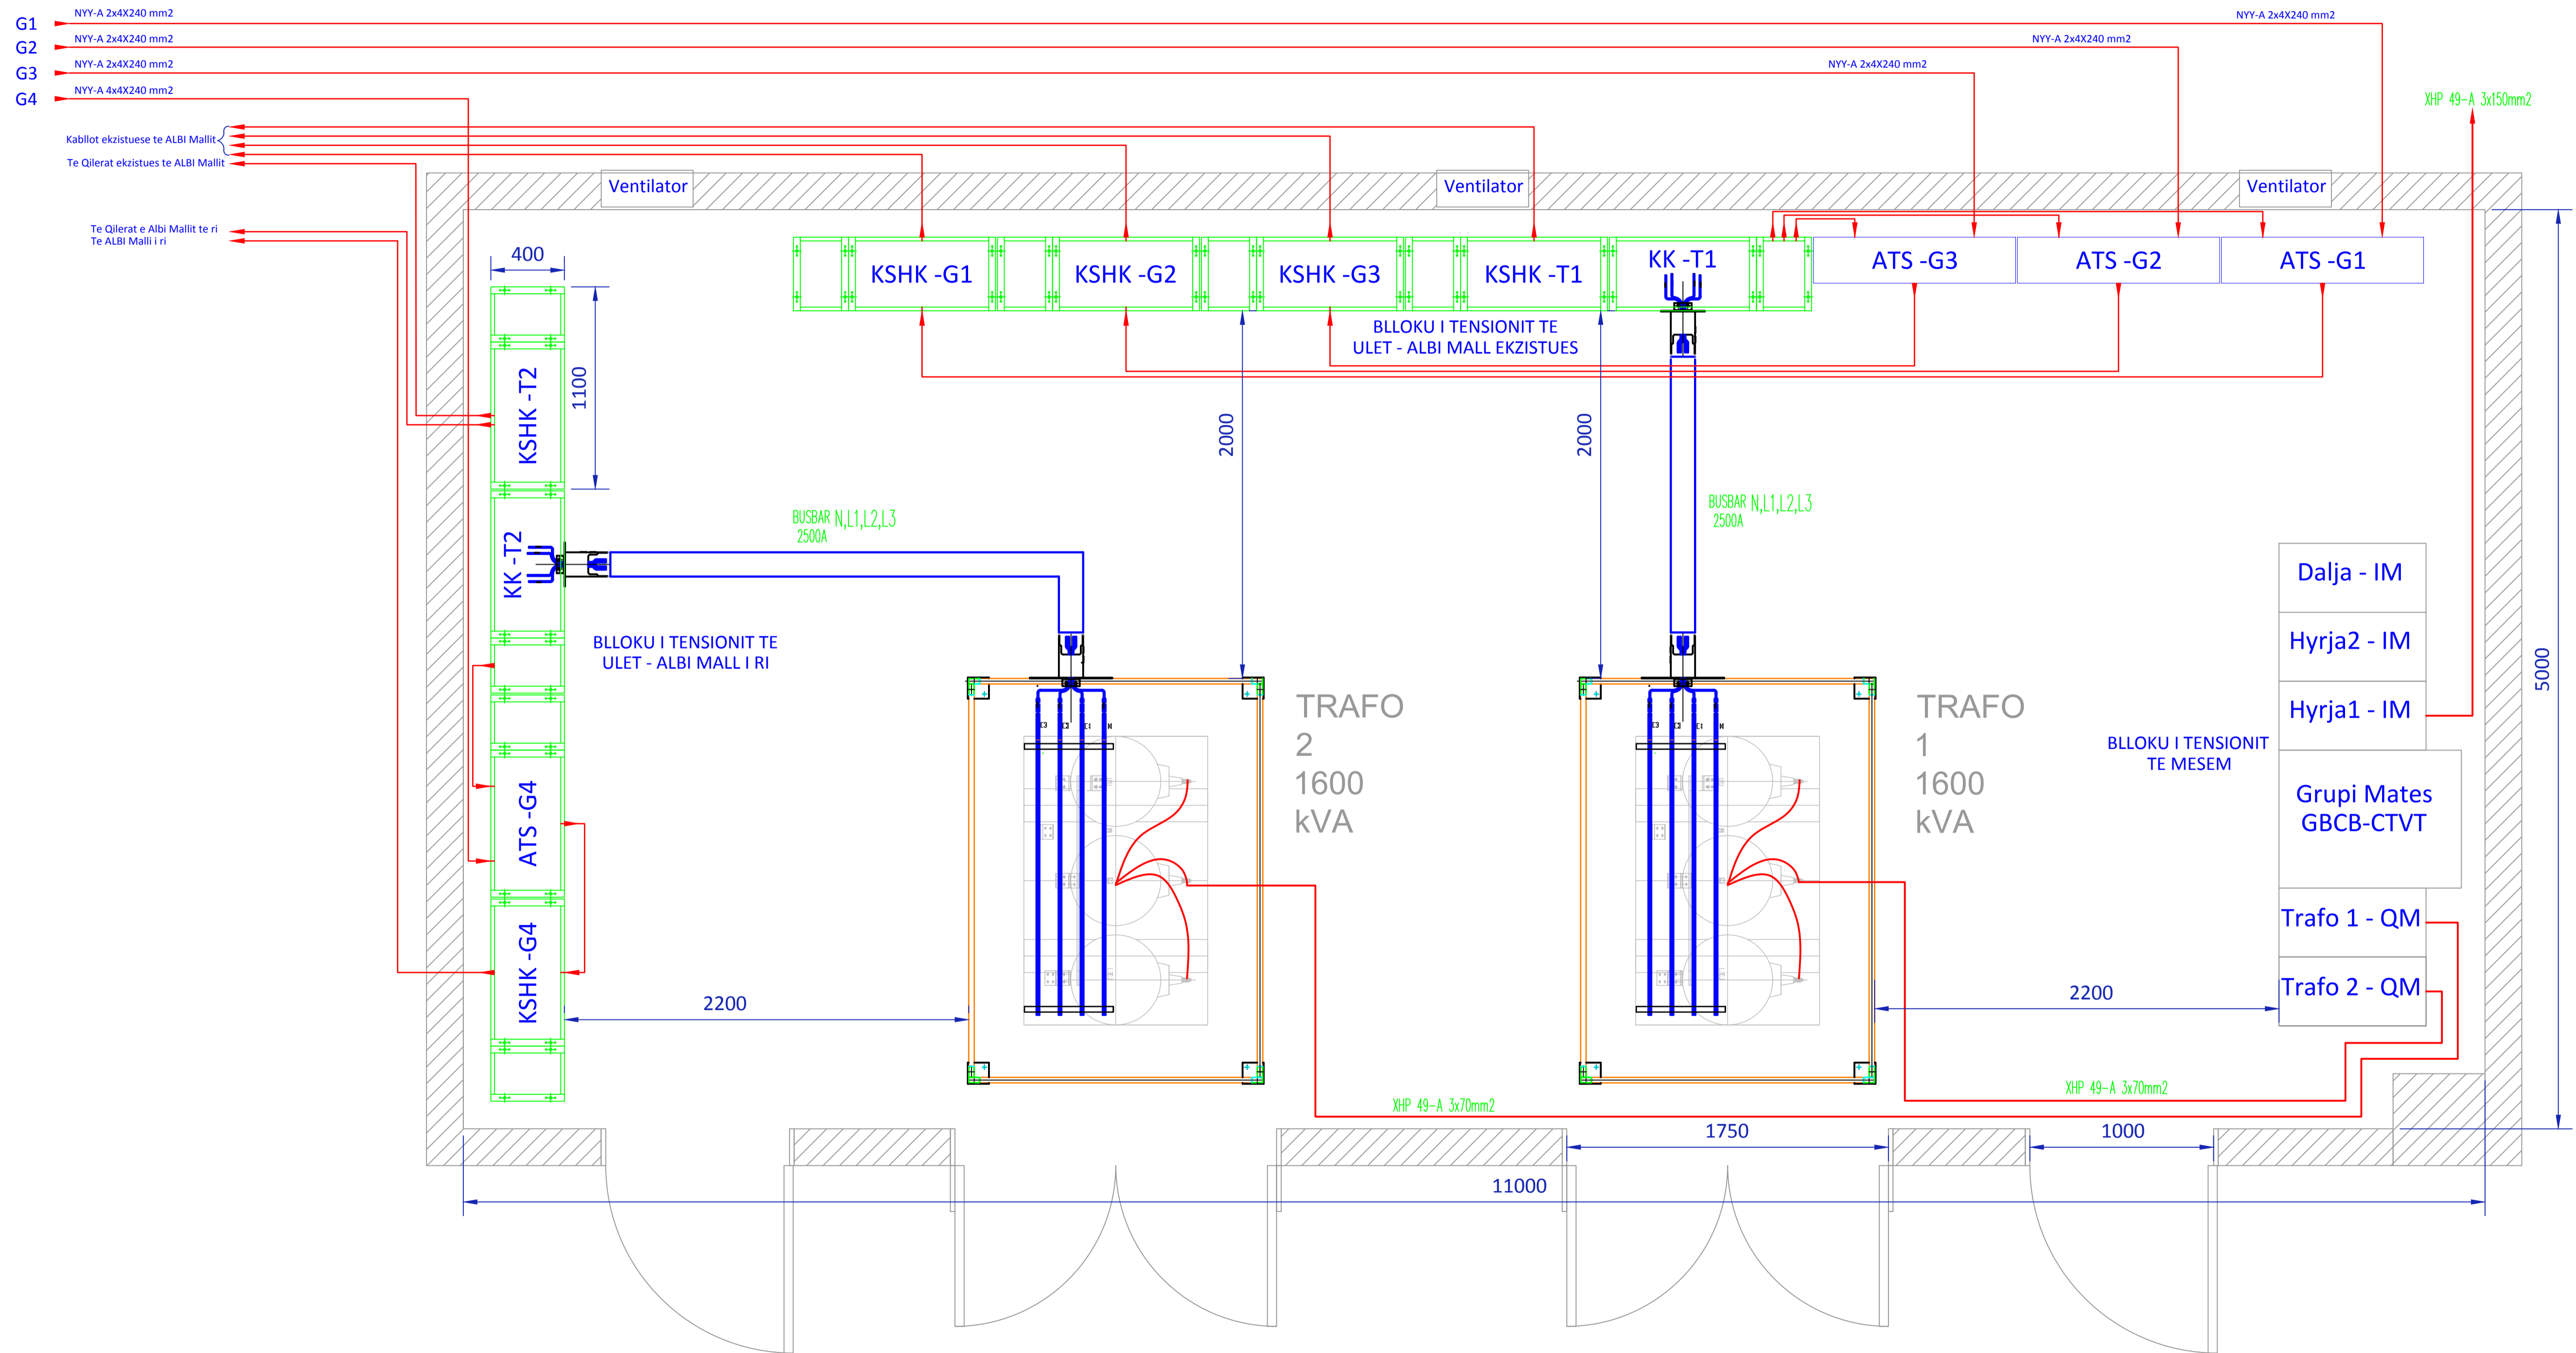 G1
NYY-A 2x4X240 mm2
NYY-A 2x4X240 mm2
G2
NYY-A 2x4X240 mm2
NYY-A 2x4X240 mm2
G3
NYY-A 2x4X240 mm2
NYY-A 2x4X240 mm2
G4
NYY-A 4x4X240 mm2
XHP 49-A 3x150mm2
Kabllot ekzistuese te ALBI Mallit
Te Qilerat ekzistues te ALBI Mallit
Ventilator
Ventilator
Ventilator
Te Qilerat e Albi Mallit te ri
Te ALBI Malli i ri
400
KSHK -G1
KSHK -G2
KSHK -G3
KSHK -T1
KK -T1
ATS -G3
ATS -G2
ATS -G1
BLLOKU I TENSIONIT TE
ULET - ALBI MALL EKZISTUES
KSHK -T2
1100
2000
2000
BUSBAR N,L1,L2,L3
2500A
BUSBAR N,L1,L2,L3
2500A
KK -T2
BLLOKU I TENSIONIT TE
ULET - ALBI MALL I RI
Dalja - IM
Hyrja2 - IM
Hyrja1 - IM
5000
TRAFO
2
1600
kVA
TRAFO
1
1600
kVA
BLLOKU I TENSIONIT
TE MESEM
Grupi Mates
GBCB-CTVT
ATS -G4
KSHK -G4
Trafo 1 - QM
Trafo 2 - QM
2200
2200
XHP 49-A 3x70mm2
XHP 49-A 3x70mm2
1750
1000
11000